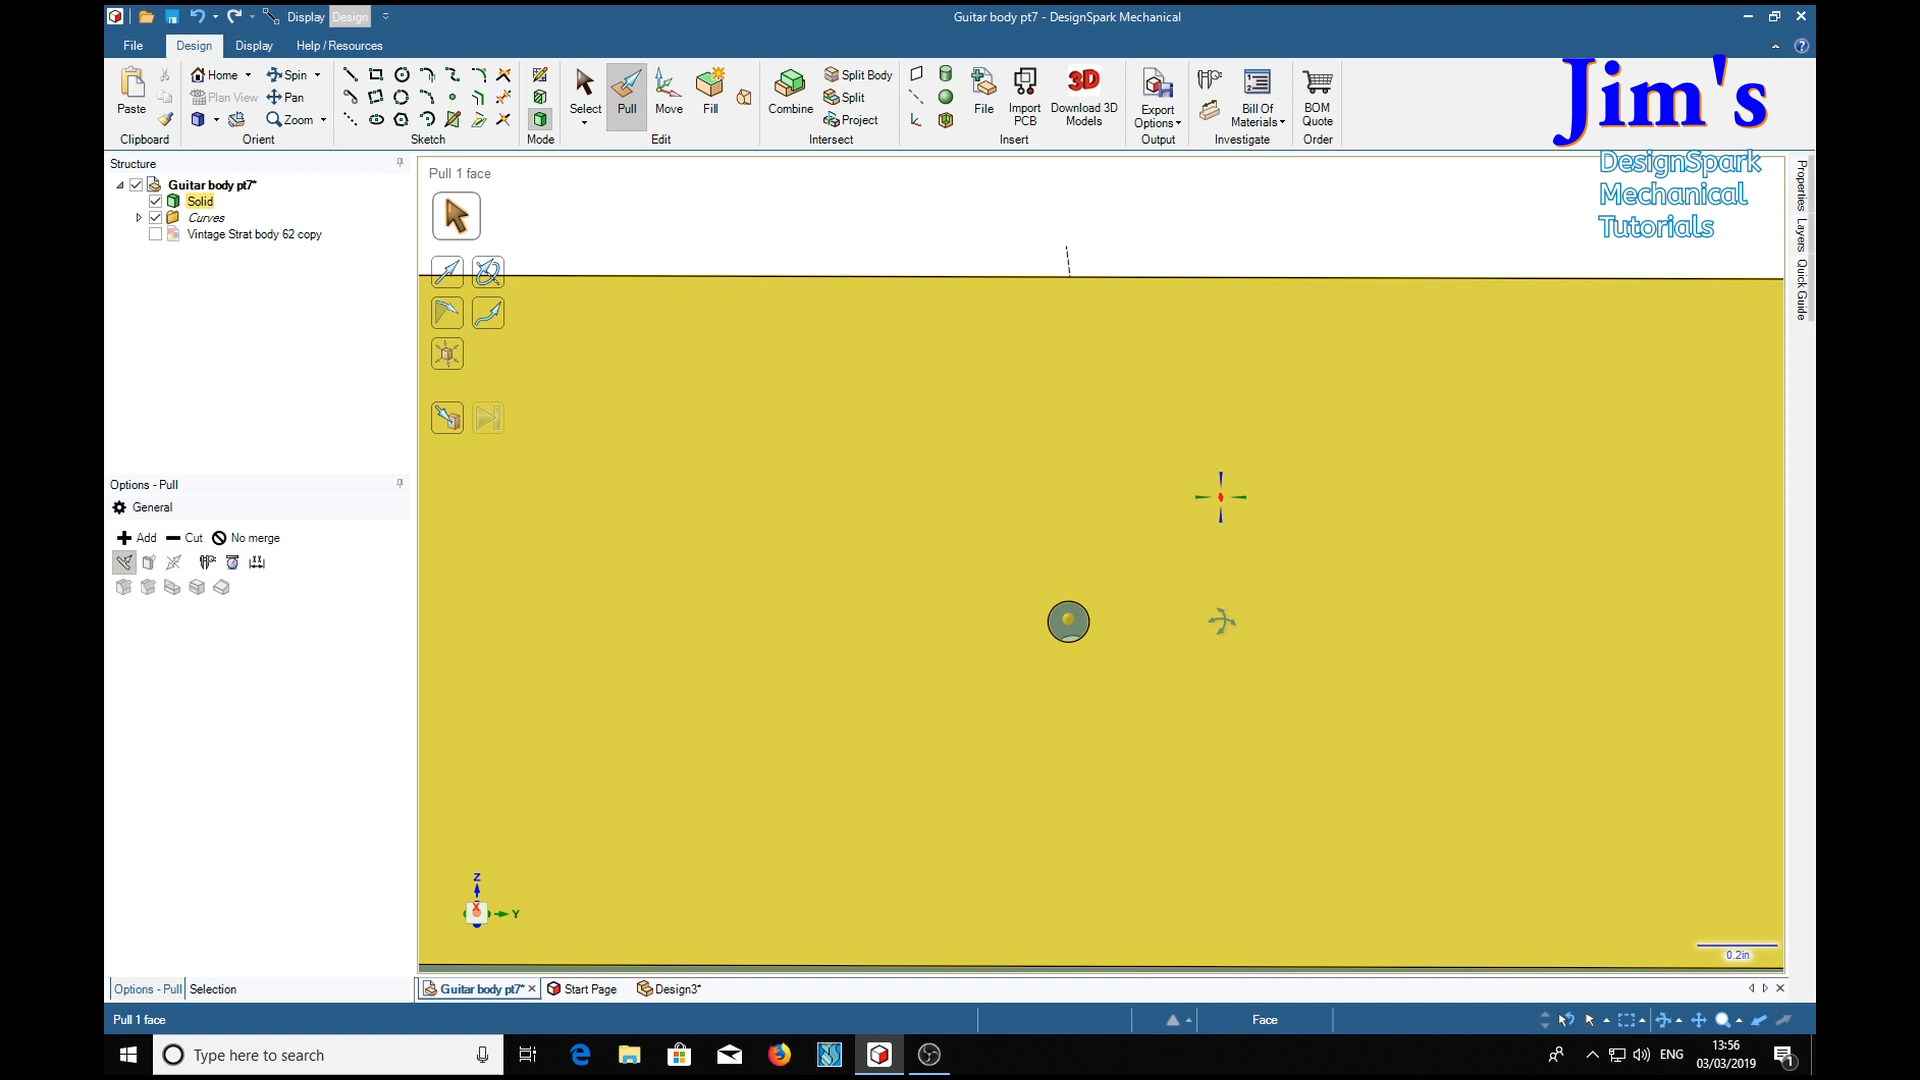 Display Design
Guitar body pt7 - DesignSpark Mechanical
File Design Display Help / Resources
Paste
Clipboard
Home Spin
Plan View Pan
Zoom
Orient
Sketch
Mode
Select Pull Move Fill
Edit
Combine Split Body
Split
Project
Intersect
File Import PCB Download 3D Models
3D
Insert
Export Options
Output
Bill Of Materials
Investigate
BOM Quote
Order
Jim's
DesignSpark
Mechanical
Tutorials
Structure
Guitar body pt7*
Solid
Curves
Vintage Strat body 62 copy
Pull 1 face
Properties
Layers
Quick Guide
Options - Pull
General
Add Cut No merge
Z
X
Y
0.2in
Options - Pull Selection
Guitar body pt7* Start Page Design3*
Pull 1 face
Face
Type here to search
ENG
13:56
03/03/2019
1